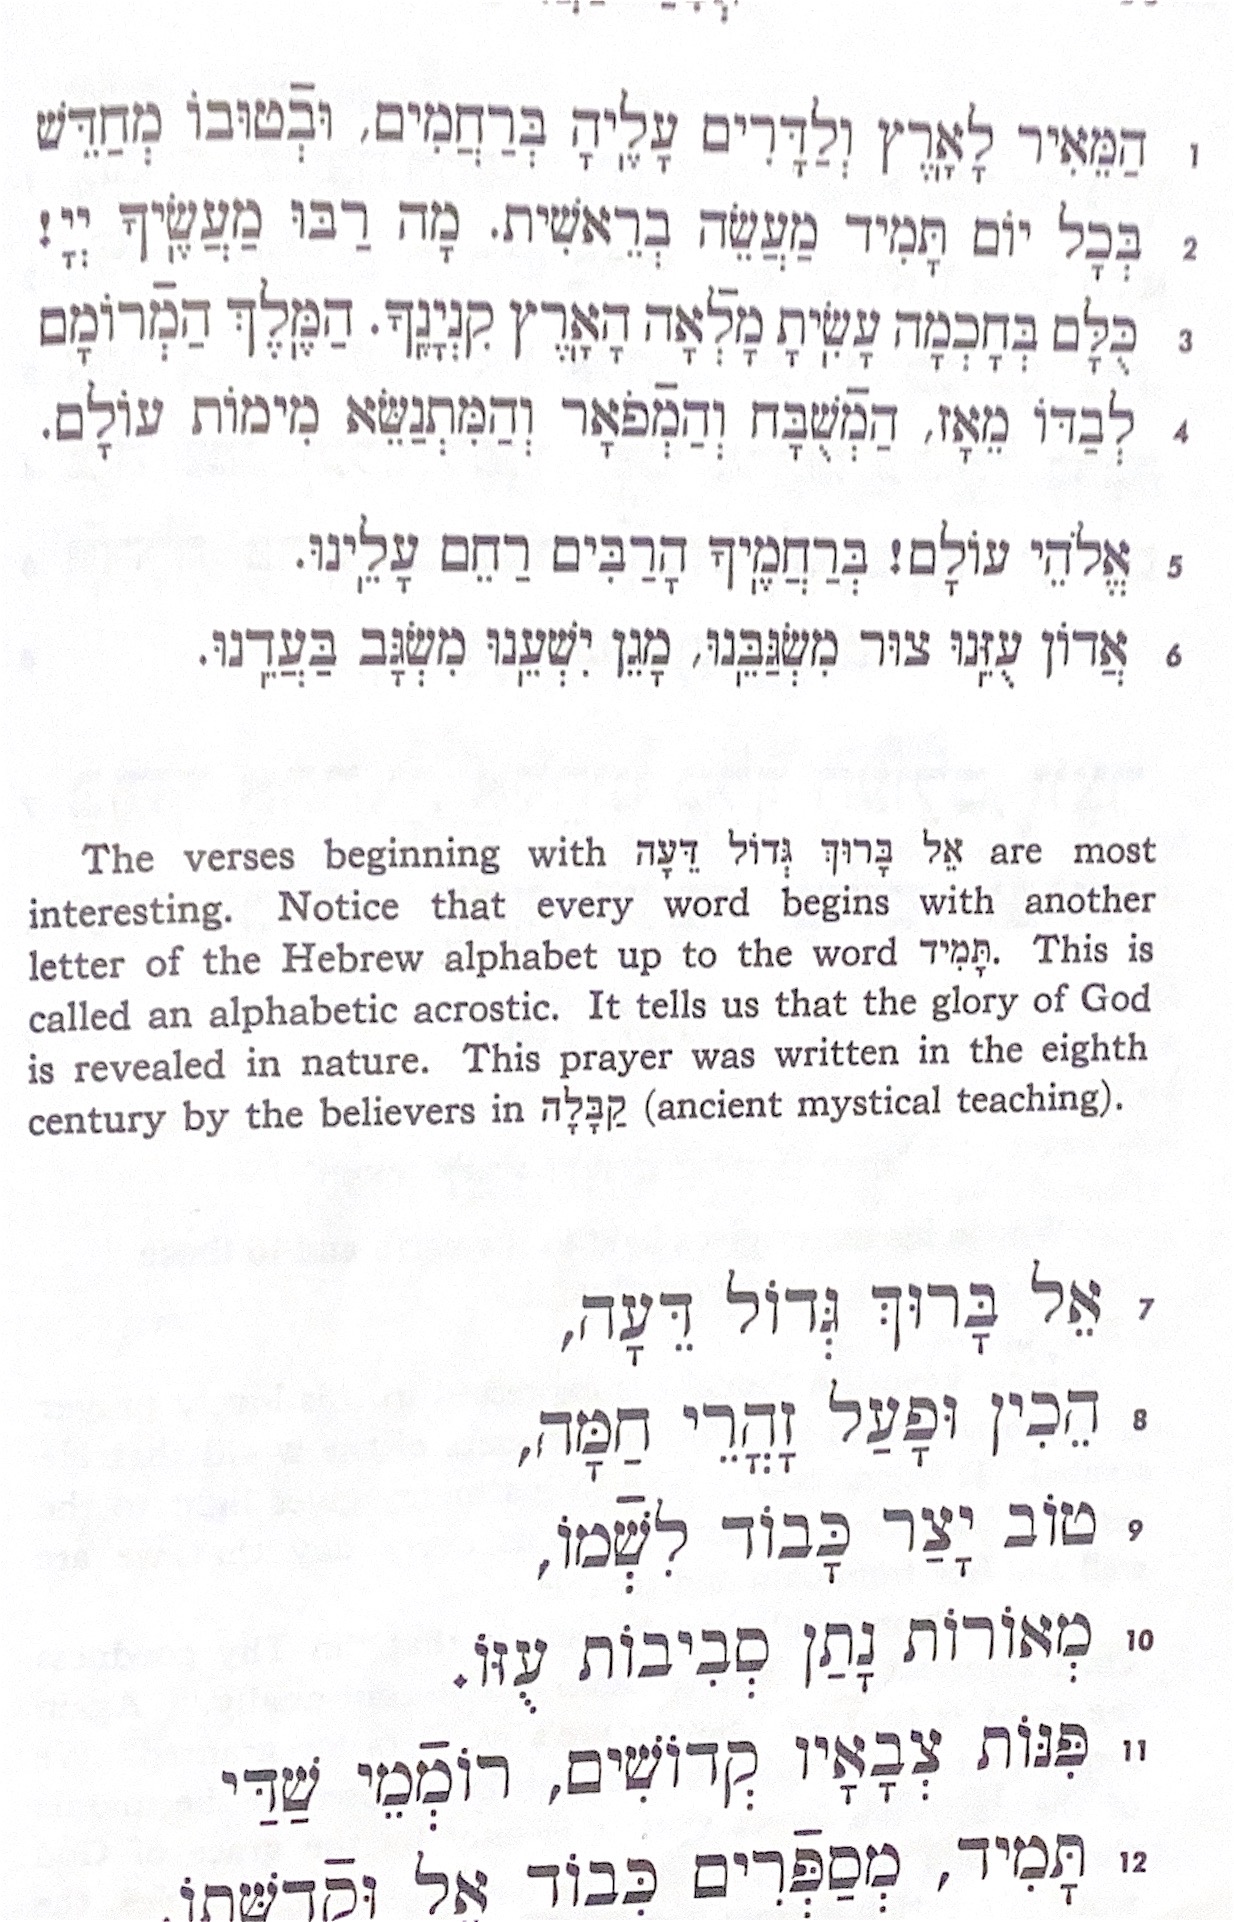 1 הַמֵּאִיר לָאָרֶץ וְלַדָּרִים עָלֶיהָ בְּרַחֲמִים, וּבְֿטוּבוֹ מְחַדֵּשׁ
2 בְּכָל יוֹם תָּמִיד מַעֲשֵׂה בְרֵאשִׁית. מָה רַבּוּ מַעֲשֶׂיךָ יְיָ!
3 כֻּלָּם בְּחָכְמָה עָשִׂיתָ מָלְֿאָה הָאָרֶץ קִנְיָנֶךָ. הַמֶּלֶךְ הַמְֿרוֹמָם
4 לְבַדּוֹ מֵאָז, הַמְֿשֻׁבָּח וְהַמְֿפֹאָר וְהַמִּתְנַשֵּׂא מִימוֹת עוֹלָם.
5 אֱלֹהֵי עוֹלָם! בְּרַחֲמֶיךָ הָרַבִּים רַחֵם עָלֵינוּ.
6 אֲדוֹן עֻזֵּנוּ צוּר מִשְׂגַּבֵּנוּ, מָגֵן יִשְׁעֵנוּ מִשְׂגָּב בַּעֲדֵנוּ.
The verses beginning with אֵל בָּרוּךְ גְּדוֹל דֵּעָה are most
interesting. Notice that every word begins with another
letter of the Hebrew alphabet up to the word תָּמִיד. This is
called an alphabetic acrostic. It tells us that the glory of God
is revealed in nature. This prayer was written in the eighth
century by the believers in קַבָּלָה (ancient mystical teaching).
7 אֵל בָּרוּךְ גְּדוֹל דֵּעָה,
8 הֵכִין וּפָעַל זָהֳרֵי חַמָּה,
9 טוֹב יָצַר כָּבוֹד לִשְֿׁמוֹ,
10 מְאוֹרוֹת נָתַן סְבִיבוֹת עֻזּוֹ.
11 פִּנּוֹת צְבָאָיו קְדוֹשִׁים, רוֹמְֿמֵי שַׁדַּי
12 תָּמִיד, מְסַפְּֿרִים כְּבוֹד אֵל וּקְֿדֻשָּׁתוֹ.